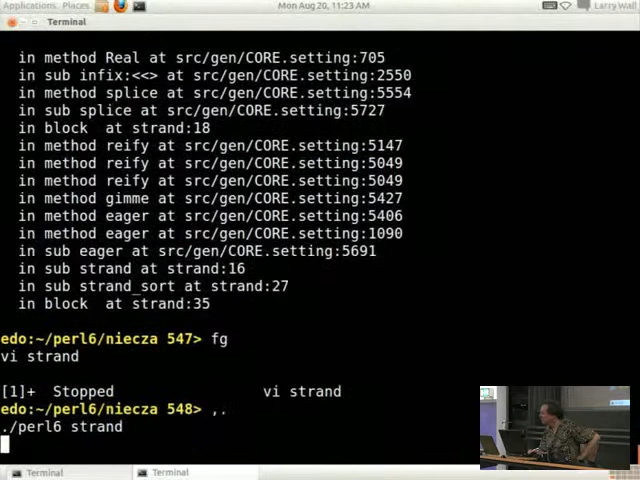 Applications Places Mon Aug 20, 11:23 AM Larry Wall
Terminal
in method Real at src/gen/CORE.setting:705
in sub infix:<<> at src/gen/CORE.setting:2550
in method splice at src/gen/CORE.setting:5554
in sub splice at src/gen/CORE.setting:5727
in block  at strand:18
in method reify at src/gen/CORE.setting:5147
in method reify at src/gen/CORE.setting:5049
in method reify at src/gen/CORE.setting:5049
in method gimme at src/gen/CORE.setting:5427
in method eager at src/gen/CORE.setting:5406
in method eager at src/gen/CORE.setting:1090
in sub eager at src/gen/CORE.setting:5691
in sub strand at strand:16
in sub strand_sort at strand:27
in block  at strand:35
edo:~/perl6/niecza 547> fg
vi strand
[1]+  Stopped                 vi strand
edo:~/perl6/niecza 548> ,.
./perl6 strand
Terminal Terminal